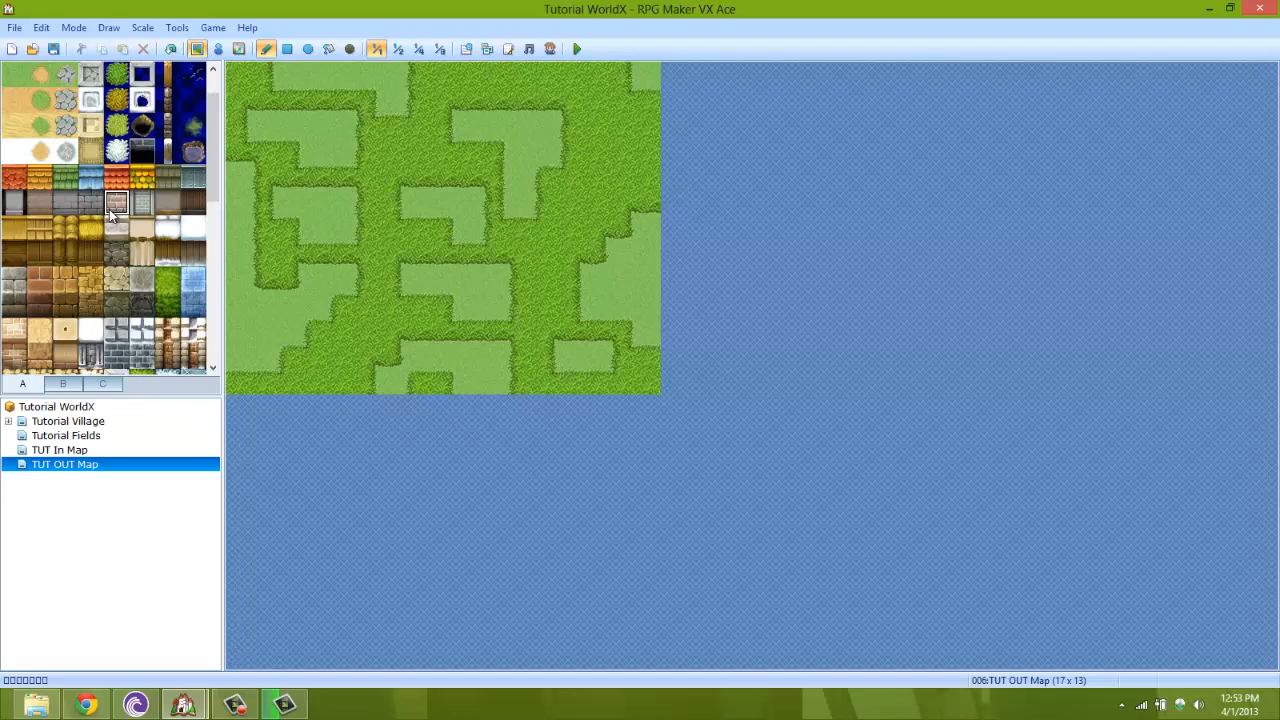 Tutorial WorldX - RPG Maker VX Ace
File Edit Mode Draw Scale Tools Game Help
A B C
Tutorial WorldX
Tutorial Village
Tutorial Fields
TUT In Map
TUT OUT Map
006:TUT OUT Map (17 x 13)
12:53 PM
4/1/2013